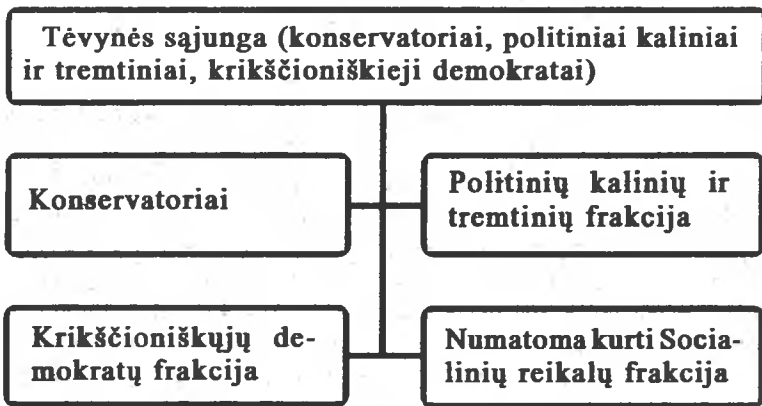 Tėvynės sąjunga (konservatoriai, politiniai kaliniai
ir tremtiniai, krikščioniškieji demokratai)
Konservatoriai
Politinių kalinių ir
tremtinių frakcija
Krikščioniškųjų de-
mokratų frakcija
Numatoma kurti Socia-
linių reikalų frakcija